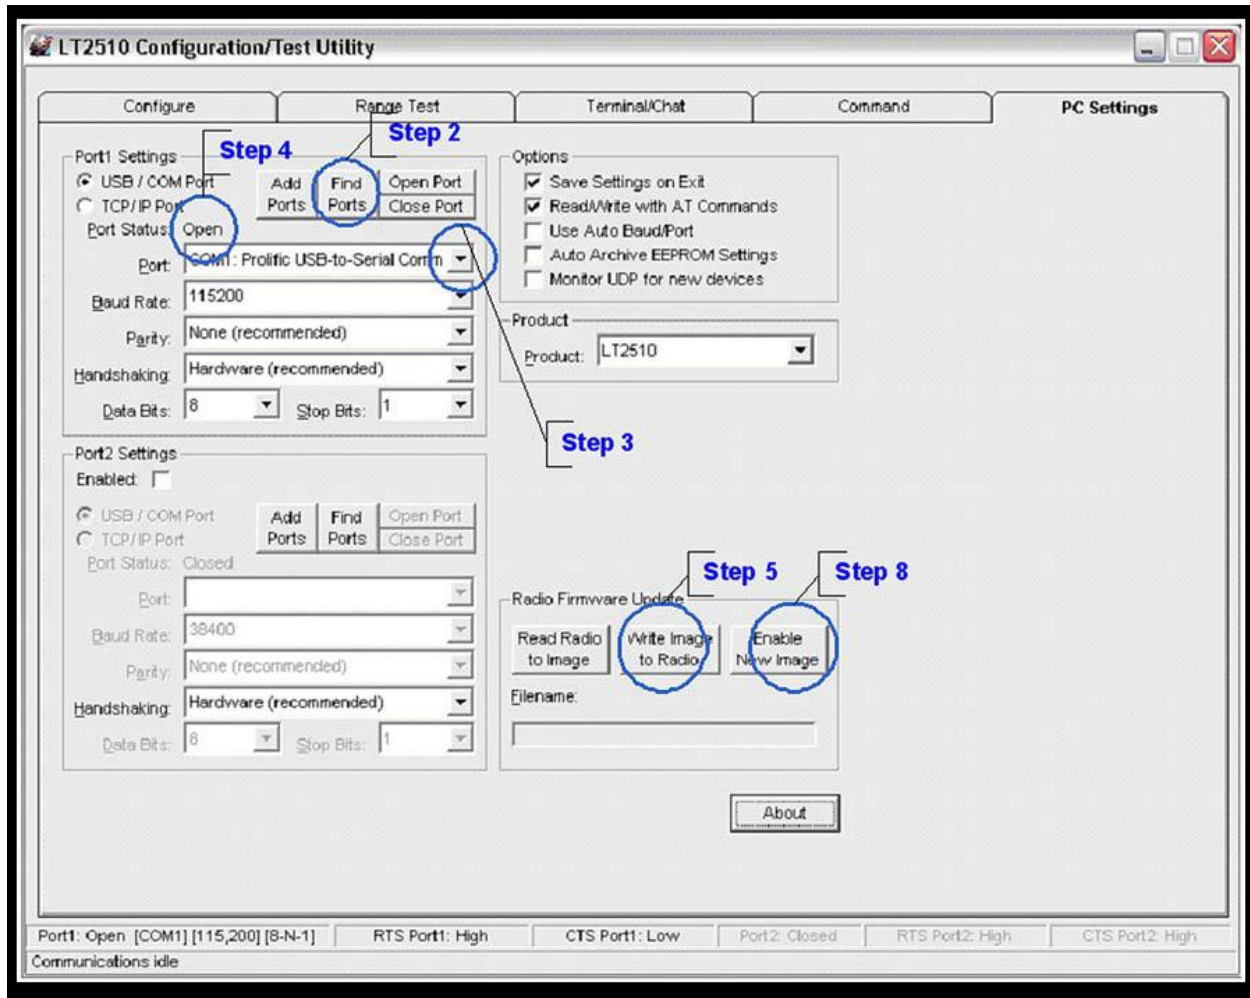 LT2510 Configuration/Test Utility
Configure
Range Test
Terminal/Chat
Command
PC Settings
Step 4
Step 2
Port1 Settings
USB / COM Port
TCP/IP Port
Add
Ports
Find
Ports
Open Port
Close Port
Port Status: Open
Port: COM1: Prolific USB-to-Serial Comm
Baud Rate: 115200
Parity: None (recommended)
Handshaking: Hardware (recommended)
Data Bits: 8 Stop Bits: 1
Options
Save Settings on Exit
Read/Write with AT Commands
Use Auto Baud/Port
Auto Archive EEPROM Settings
Monitor UDP for new devices
Product
Product: LT2510
Step 3
Port2 Settings
Enabled:
USB / COM Port
TCP/IP Port
Add
Ports
Find
Ports
Open Port
Close Port
Port Status: Closed
Port:
Baud Rate: 38400
Parity: None (recommended)
Handshaking: Hardware (recommended)
Data Bits: 8 Stop Bits: 1
Step 5
Step 8
Radio Firmware Update
Read Radio
to Image
Write Image
to Radio
Enable
New Image
Filename:
About
Port1: Open [COM1] [115,200] [8-N-1]
RTS Port1: High
CTS Port1: Low
Port2: Closed
RTS Port2: High
CTS Port2: High
Communications idle